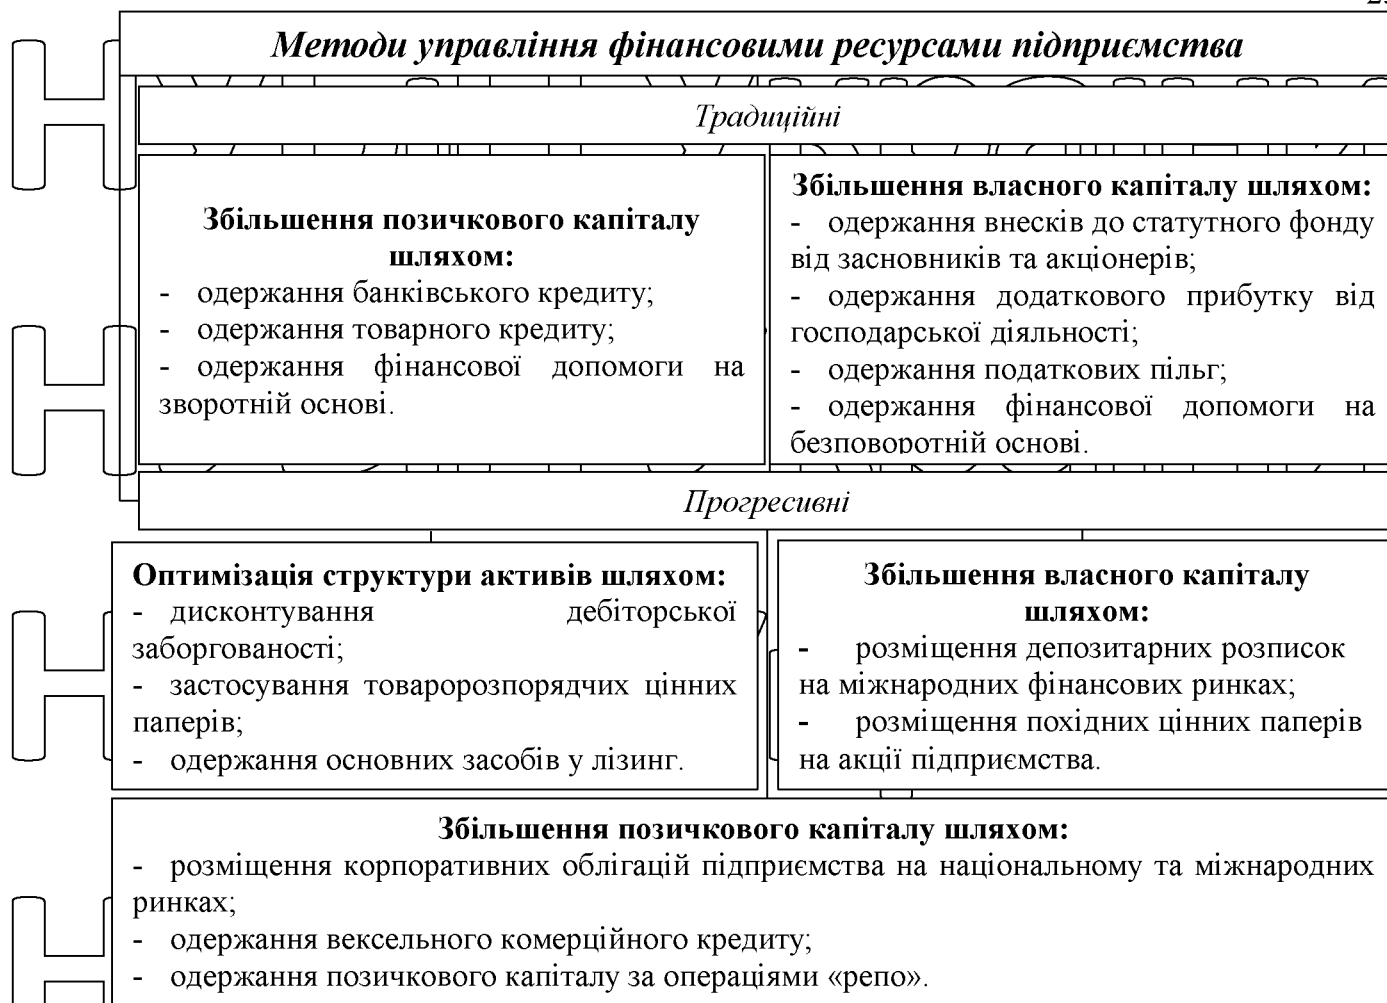 Методи управління фінансовими ресурсами підприємства
Традиційні
Збільшення позичкового капіталу
шляхом:
- одержання банківського кредиту;
- одержання товарного кредиту;
- одержання фінансової допомоги на
зворотній основі.
Збільшення власного капіталу шляхом:
- одержання внесків до статутного фонду
від засновників та акціонерів;
- одержання додаткового прибутку від
господарської діяльності;
- одержання податкових пільг;
- одержання фінансової допомоги на
безповоротній основі.
Прогресивні
Оптимізація структури активів шляхом:
- дисконтування дебіторської
заборгованості;
- застосування товаророзпорядчих цінних
паперів;
- одержання основних засобів у лізинг.
Збільшення власного капіталу
шляхом:
- розміщення депозитарних розписок
на міжнародних фінансових ринках;
- розміщення похідних цінних паперів
на акції підприємства.
Збільшення позичкового капіталу шляхом:
- розміщення корпоративних облігацій підприємства на національному та міжнародних
ринках;
- одержання вексельного комерційного кредиту;
- одержання позичкового капіталу за операціями «репо».